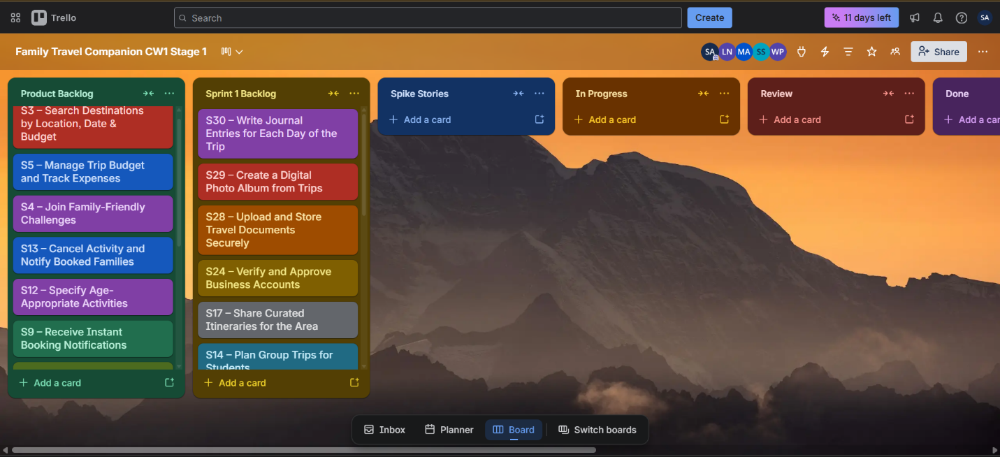 Trello
Search
Create
11 days left
SA
Family Travel Companion CW1 Stage 1
SA
LN
MA
SS
WP
Share
Product Backlog
S3 – Search Destinations
by Location, Date &
Budget
S5 – Manage Trip Budget
and Track Expenses
S4 – Join Family-Friendly
Challenges
S13 – Cancel Activity and
Notify Booked Families
S12 – Specify Age-
Appropriate Activities
S9 – Receive Instant
Booking Notifications
Add a card
Sprint 1 Backlog
S30 – Write Journal
Entries for Each Day of the
Trip
S29 – Create a Digital
Photo Album from Trips
S28 – Upload and Store
Travel Documents
Securely
S24 – Verify and Approve
Business Accounts
S17 – Share Curated
Itineraries for the Area
S14 – Plan Group Trips for
Students
Add a card
Spike Stories
Add a card
In Progress
Add a card
Review
Add a card
Done
Add a car
Inbox
Planner
Board
Switch boards